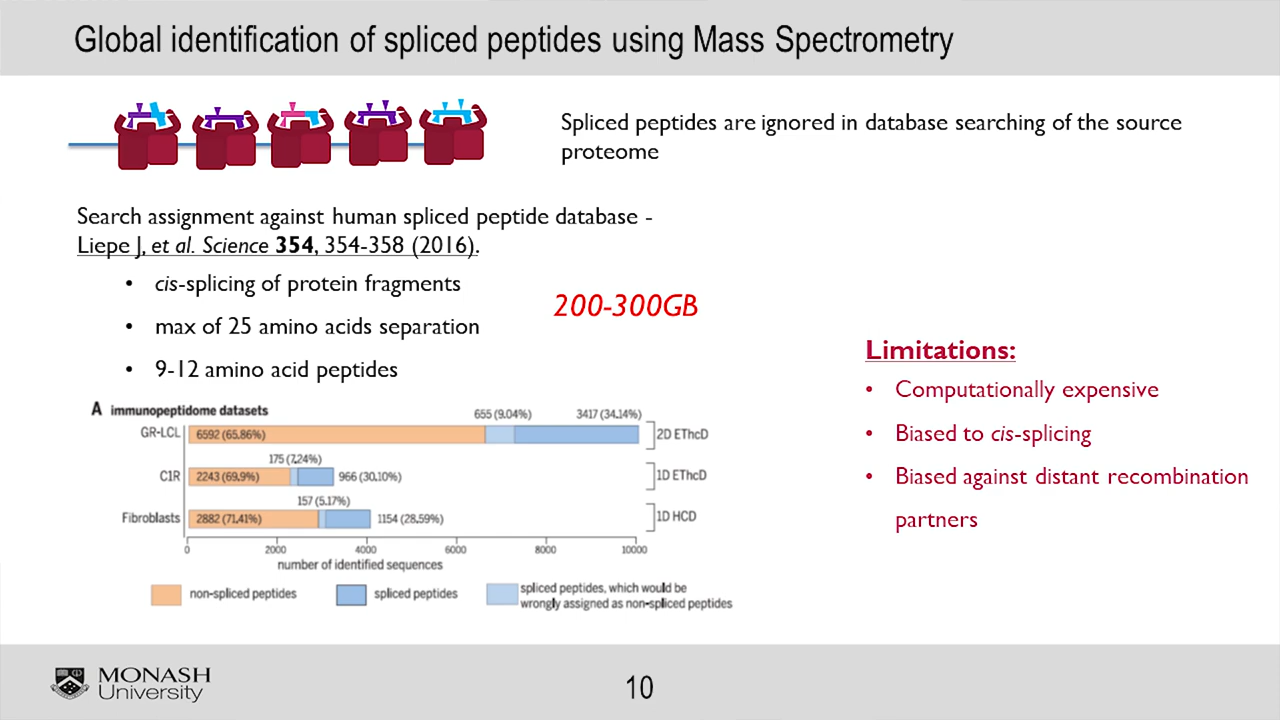 Global identification of spliced peptides using Mass Spectrometry
Spliced peptides are ignored in database searching of the source
proteome
Search assignment against human spliced peptide database -
Liepe J, et al. Science 354, 354-358 (2016).
• cis-splicing of protein fragments
• max of 25 amino acids separation
• 9-12 amino acid peptides
200-300GB
Limitations:
• Computationally expensive
• Biased to cis-splicing
• Biased against distant recombination
partners
A immunopeptidome datasets
655 (9.04%) 3417 (34.14%)
GR-LCL 6592 (65.86%) 2D EThcD
175 (7,24%)
C1R 2243 (69,9%) 966 (30.10%) 1D EThcD
157 (5.17%)
Fibroblasts 2882 (71.41%) 1154 (28.59%) 1D HCD
0 2000 4000 6000 8000 10000
number of identified sequences
non-spliced peptides
spliced peptides
spliced peptides, which would be
wrongly assigned as non-spliced peptides
MONASH
University
10